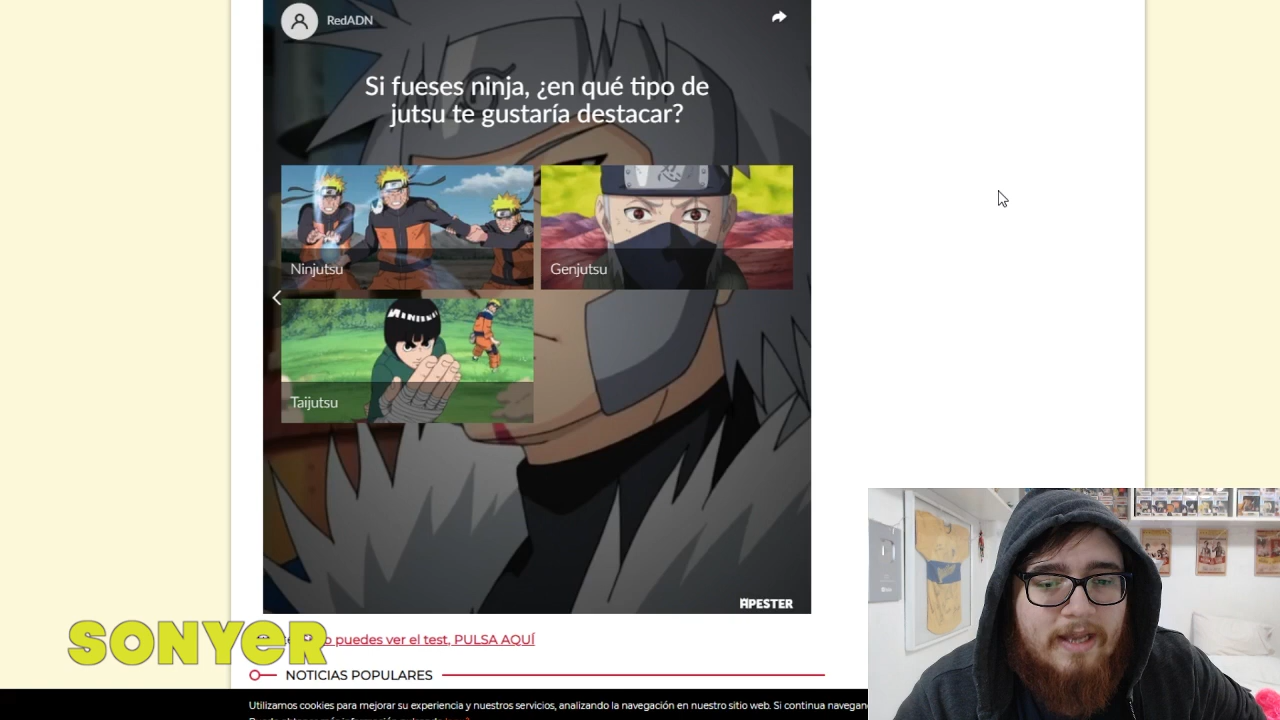 RedADN
Si fueses ninja, ¿en qué tipo de
jutsu te gustaría destacar?
Ninjutsu
Genjutsu
Taijutsu
APESTER
SONYER
puedes ver el test, PULSA AQUÍ
NOTICIAS POPULARES
Utilizamos cookies para mejorar su experiencia y nuestros servicios, analizando la navegación en nuestro sitio web. Si continua navegan